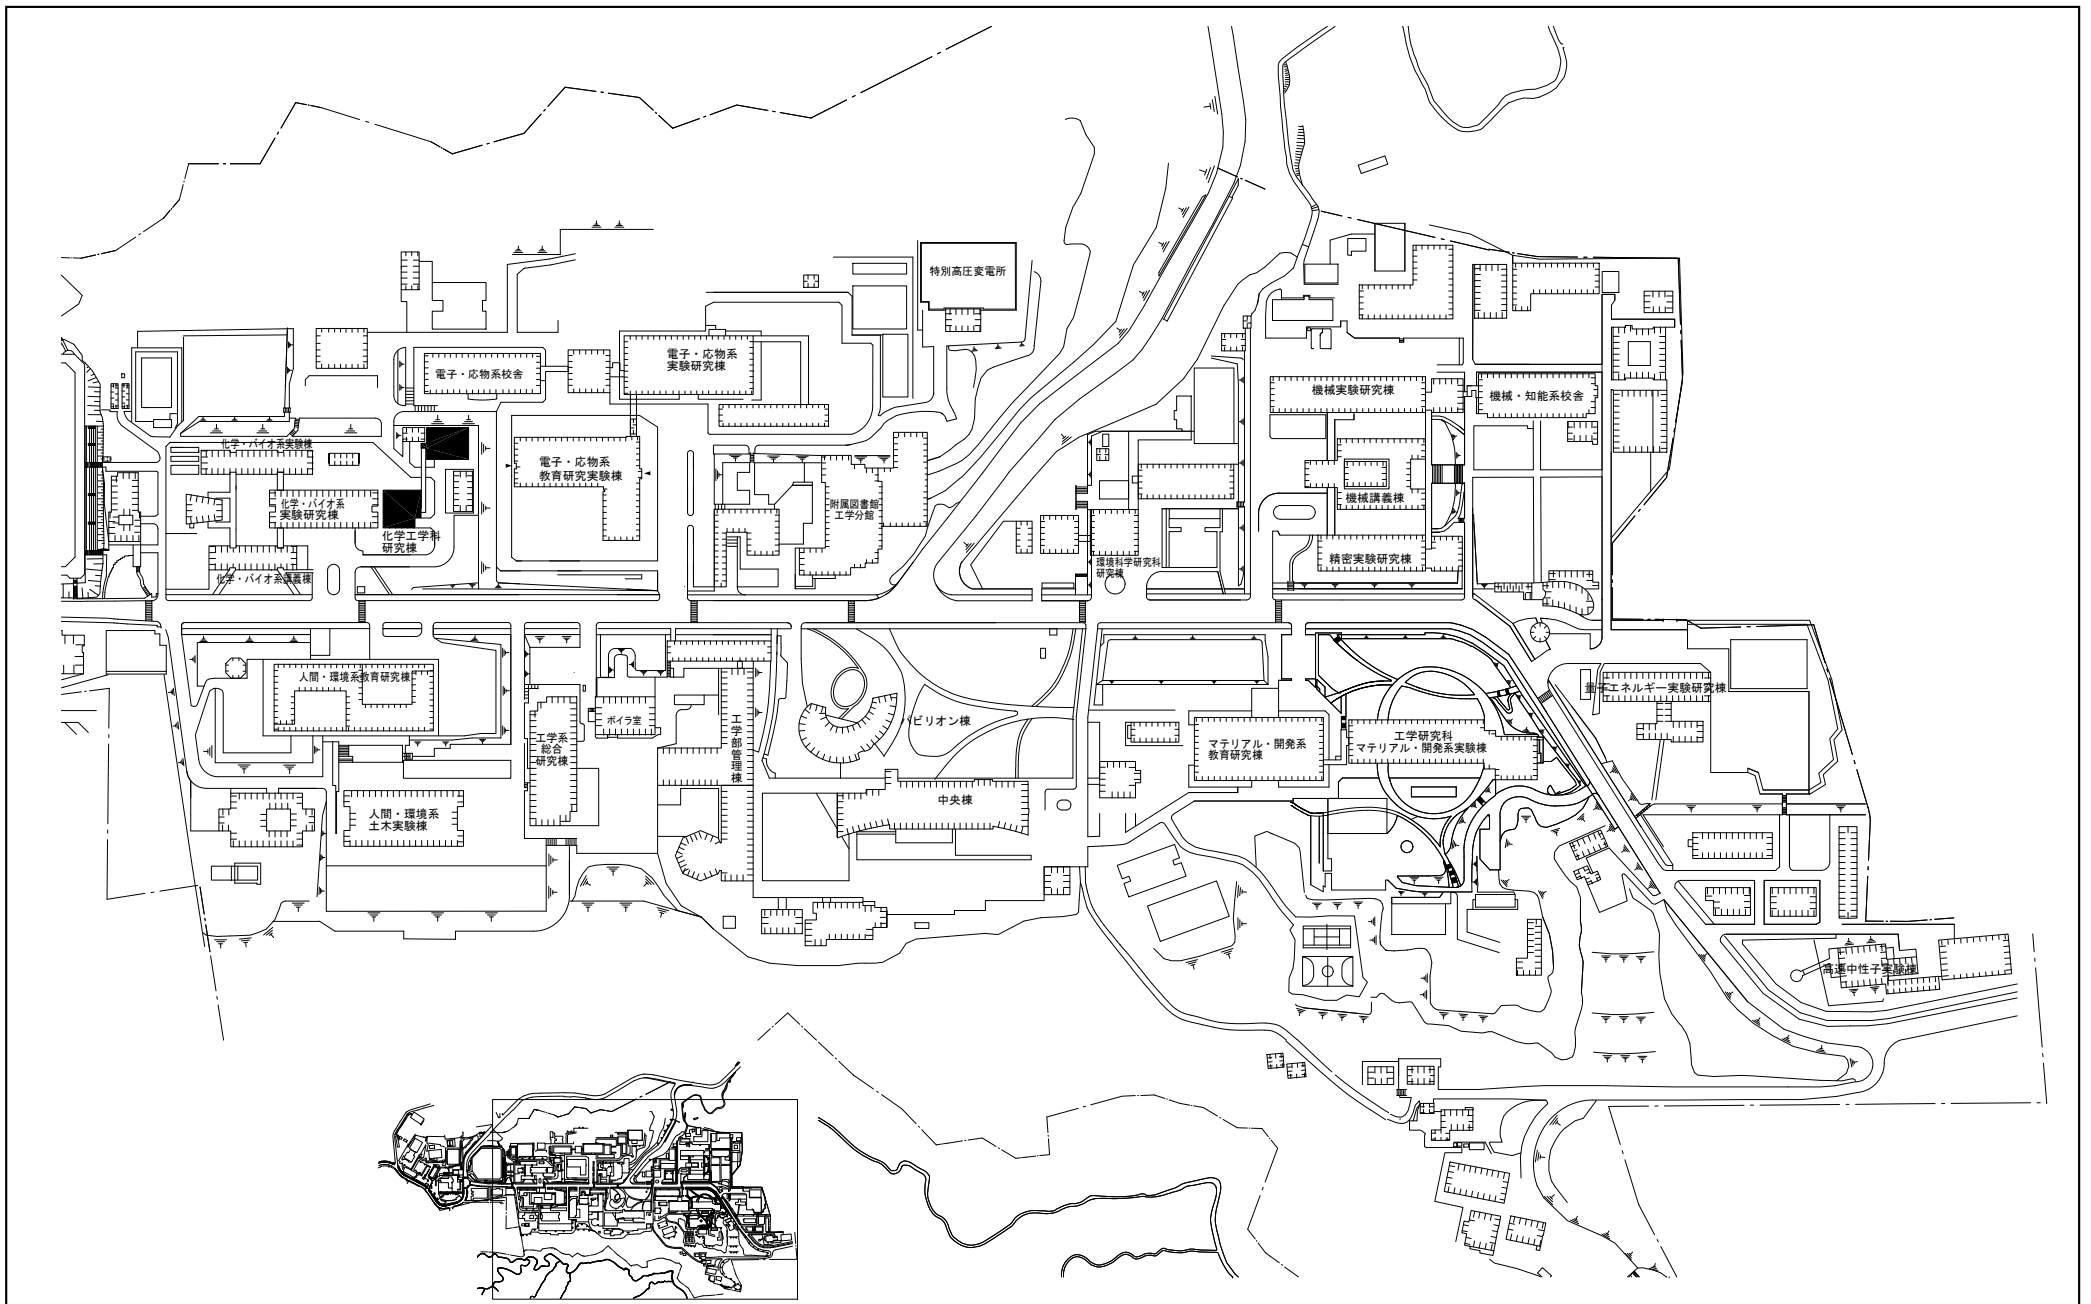 特別高圧変電所
電子・応物系
実験研究棟
電子・応物系校舎
機械実験研究棟
機械・知能系校舎
化学・バイオ系実験棟
電子・応物系
教育研究実験棟
機械講義棟
化学・バイオ系
実験研究棟
附属図書館
工学分館
化学工学科
研究棟
精密実験研究棟
環境科学研究科
研究棟
化学・バイオ系講義棟
人間・環境系教育研究棟
量子エネルギー実験研究棟
ボイラ室
パビリオン棟
工学部管理棟
工学系
総合
研究棟
マテリアル・開発系
教育研究棟
工学研究科
マテリアル・開発系実験棟
中央棟
人間・環境系
土木実験棟
高速中性子実験棟